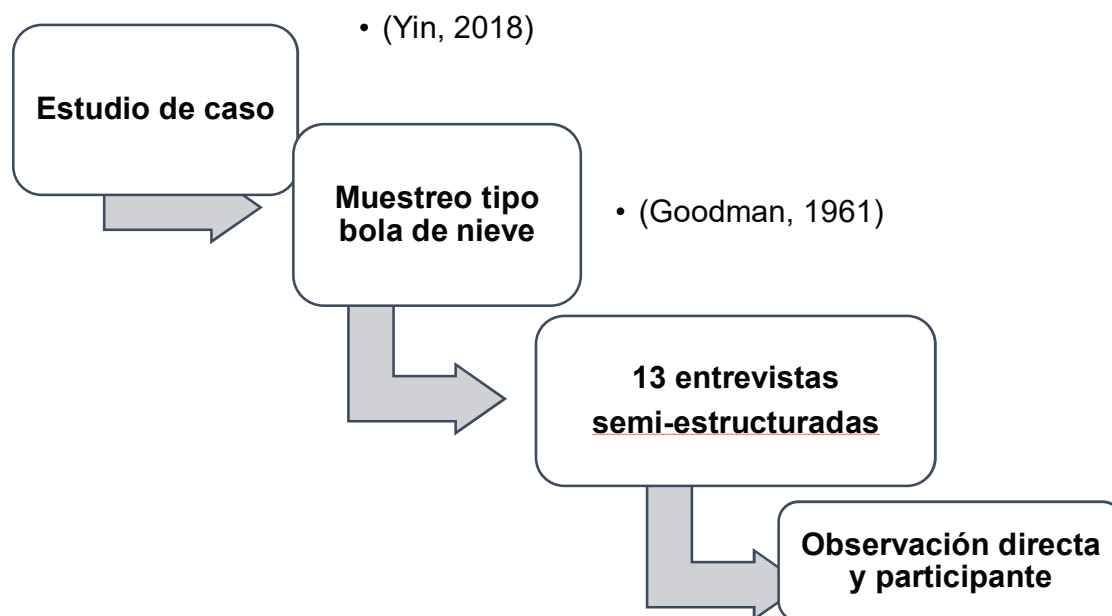 • (Yin, 2018)
Estudio de caso
Muestreo tipo
bola de nieve
• (Goodman, 1961)
13 entrevistas
semi-estructuradas
Observación directa
y participante